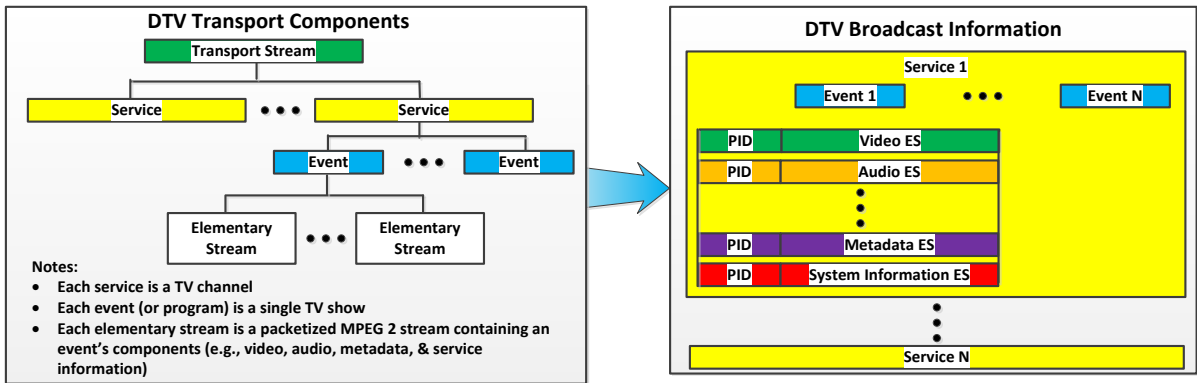 DTV Transport Components
Transport Stream
Service
Service
Event
Event
Elementary
Stream
Elementary
Stream
Notes:
• Each service is a TV channel
• Each event (or program) is a single TV show
• Each elementary stream is a packetized MPEG 2 stream containing an
event's components (e.g., video, audio, metadata, & service
information)
DTV Broadcast Information
Service 1
Event 1
Event N
PID Video ES
PID Audio ES
PID Metadata ES
PID System Information ES
Service N